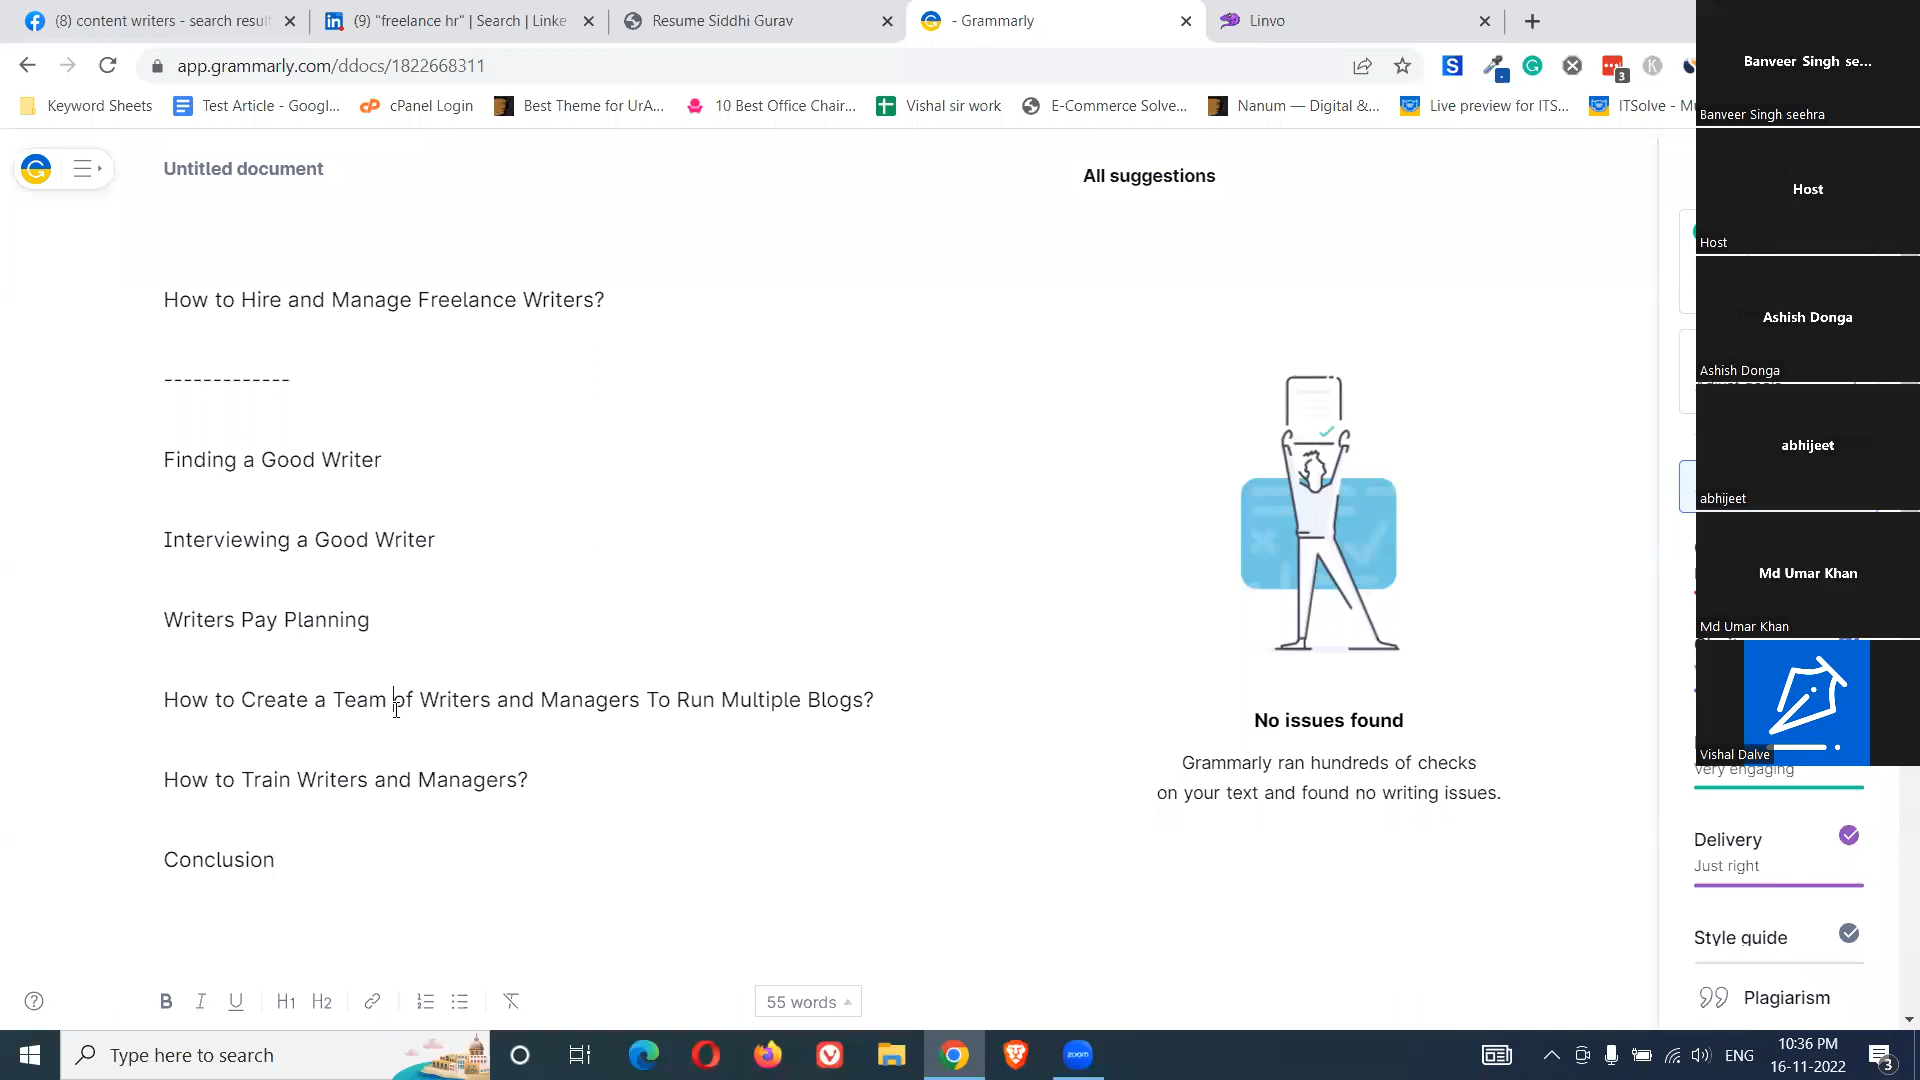 (8) content writers - search result
(9) "freelance hr" | Search | Linke
Resume Siddhi Gurav
- Grammarly
Linvo
app.grammarly.com/ddocs/1822668311
3
Keyword Sheets
Test Article - Googl...
cPanel Login
Best Theme for UrA...
10 Best Office Chair...
Vishal sir work
E-Commerce Solve...
Nanum — Digital &...
Live preview for ITS...
ITSolve - M
Untitled document
All suggestions
How to Hire and Manage Freelance Writers?
-------------
Finding a Good Writer
Interviewing a Good Writer
Writers Pay Planning
How to Create a Team of Writers and Managers To Run Multiple Blogs?
How to Train Writers and Managers?
Conclusion
No issues found
Grammarly ran hundreds of checks
on your text and found no writing issues.
Banveer Singh se...
Banveer Singh seehra
Host
Host
Ashish Donga
Ashish Donga
abhijeet
abhijeet
Md Umar Khan
Md Umar Khan
Vishal Dalve
Very engaging
Delivery
Just right
Style guide
Plagiarism
B I U H1 H2
55 words
Type here to search
zoom
ENG
10:36 PM
16-11-2022
3